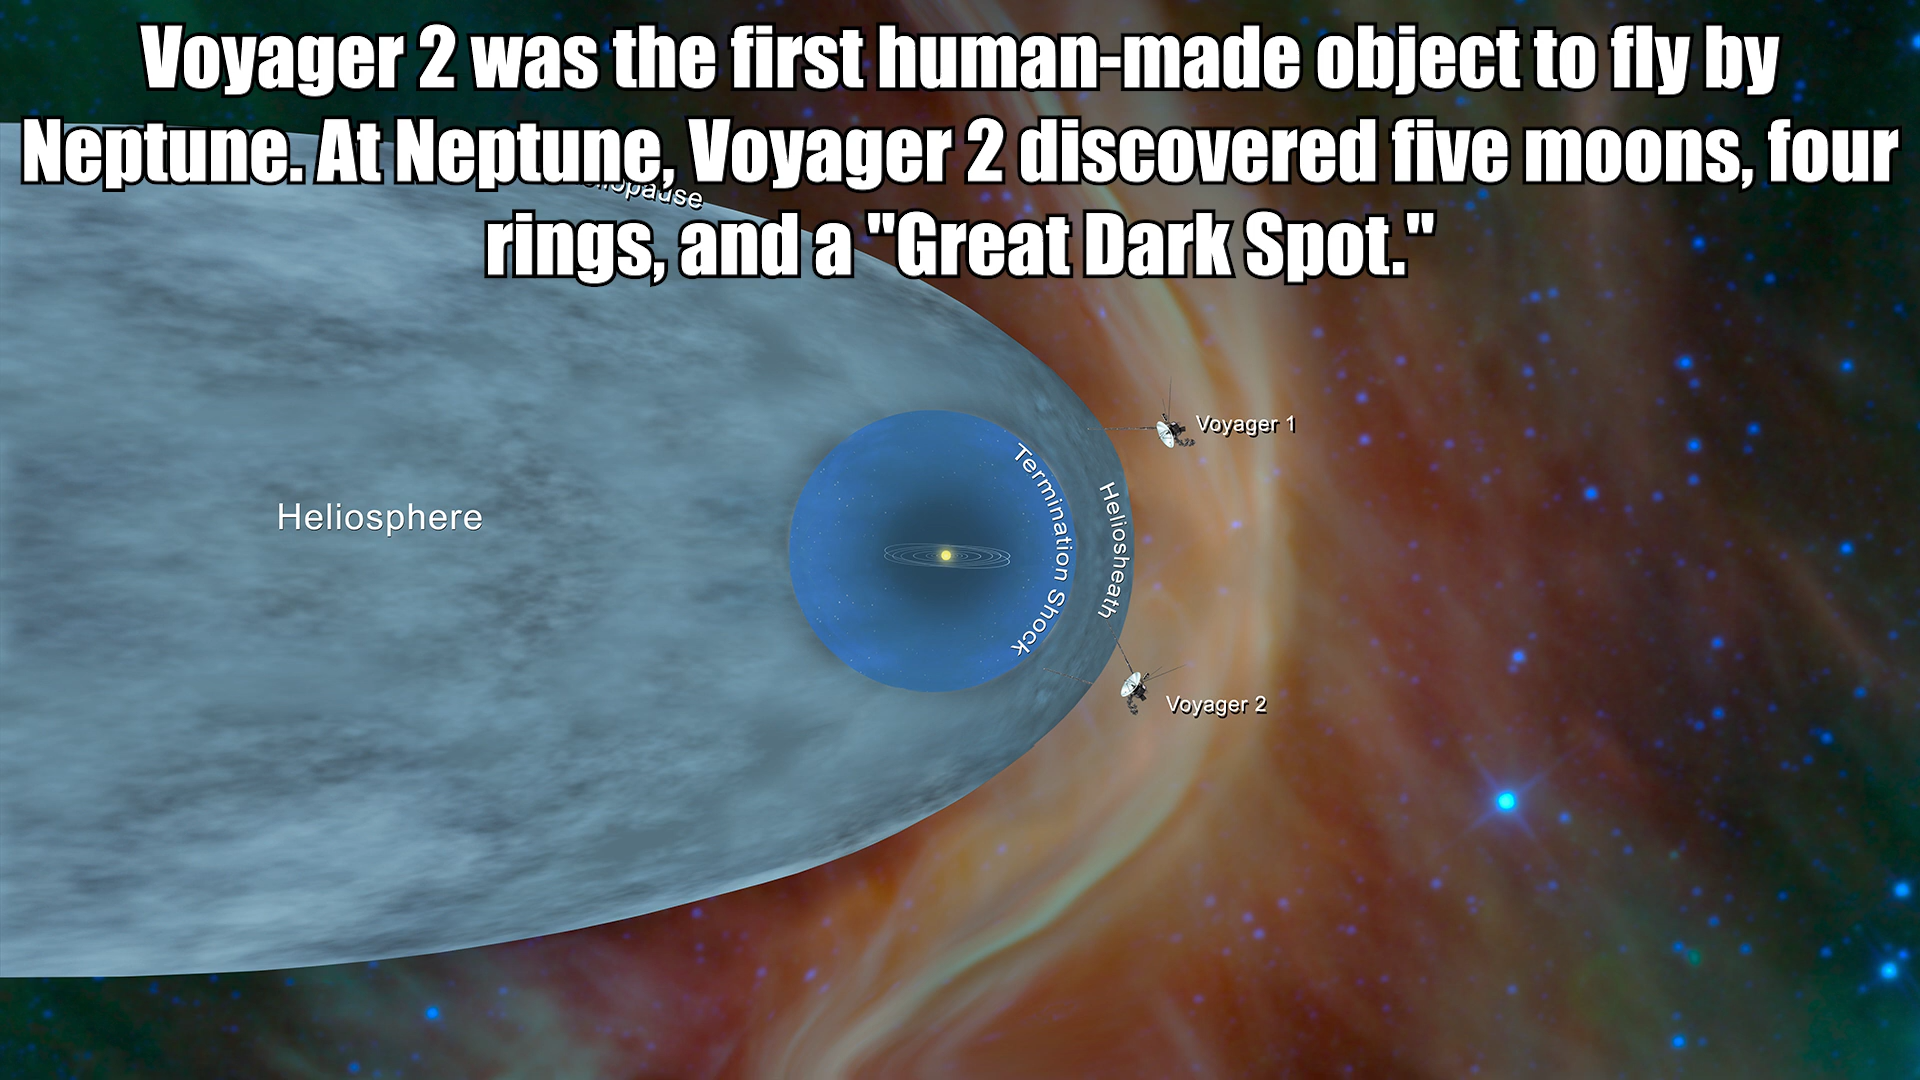 Voyager 2 was the first human-made object to fly by
Neptune. At Neptune, Voyager 2 discovered five moons, four
rings, and a "Great Dark Spot."
Voyager 1
Termination Shock
Heliosheath
Heliosphere
Voyager 2